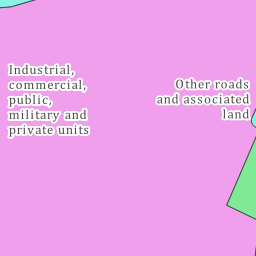 Industrial,
commercial,
public,
military and
private units
Other roads
and associated
land